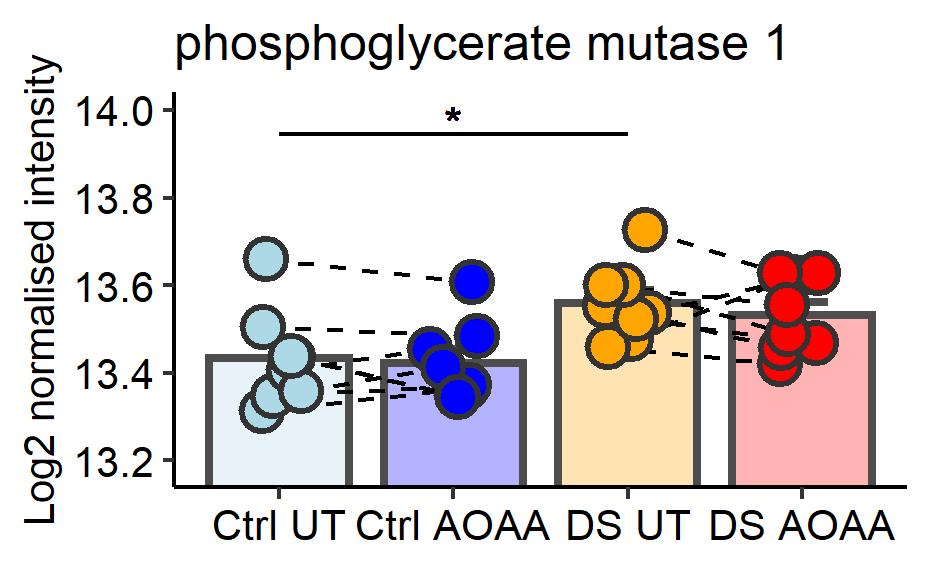 phosphoglycerate mutase 1
Log2 normalised intensity
14.0
13.8
13.6
13.4
13.2
*
Ctrl UT Ctrl AOAA DS UT DS AOAA